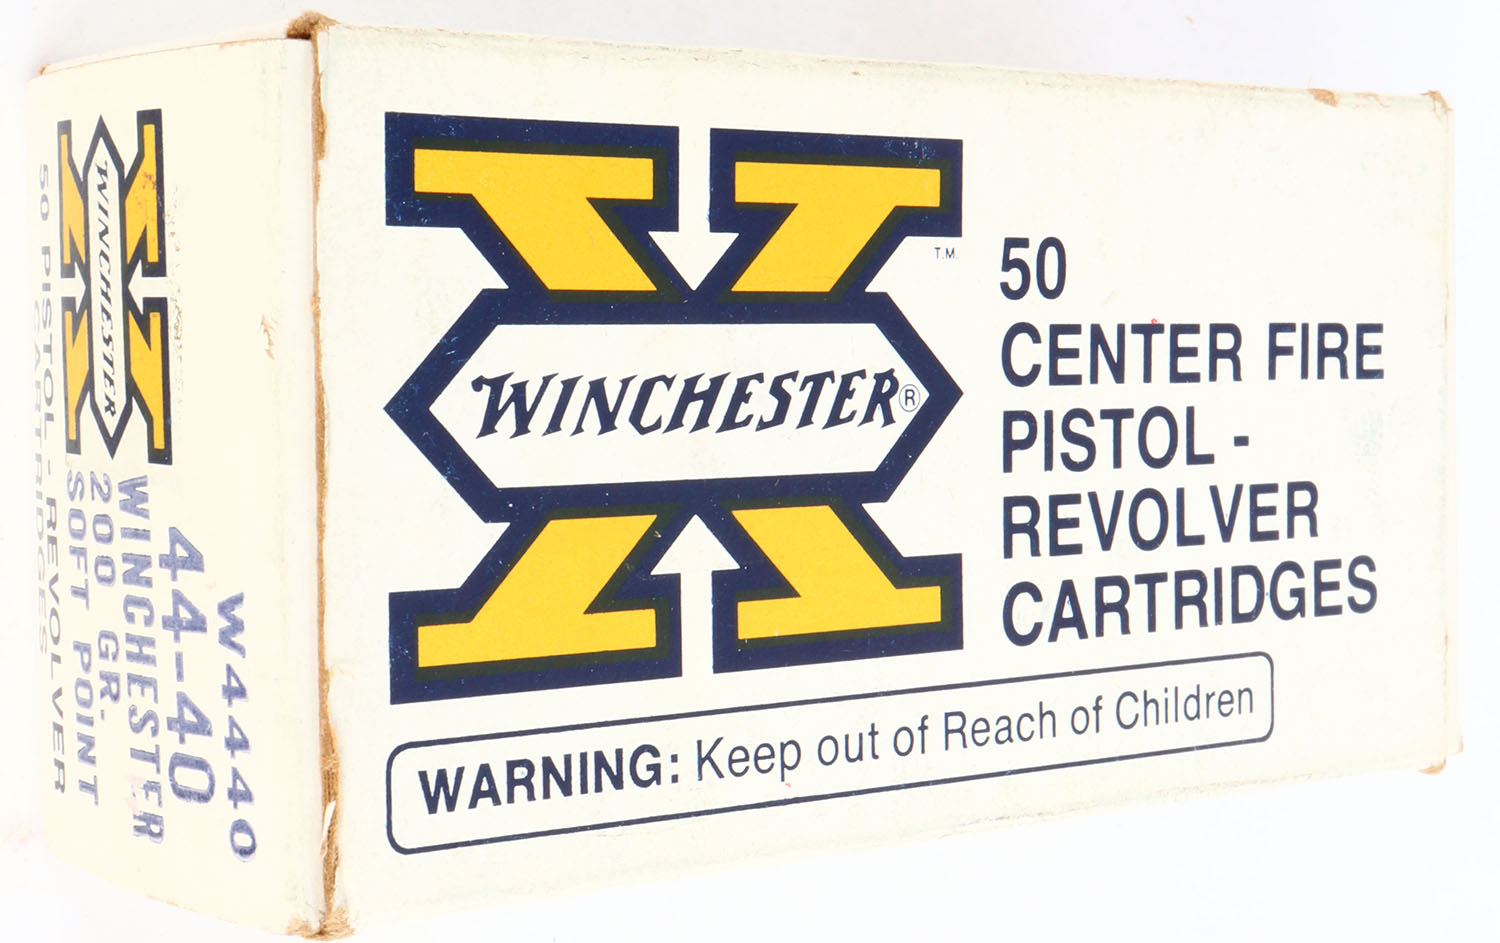 WINCHESTER®
T.M.
50
CENTER FIRE
PISTOL -
REVOLVER
CARTRIDGES
WARNING: Keep out of Reach of Children
W4440
44-40
WINCHESTER
200 GR.
SOFT POINT
WINCHESTER
50 PISTOL - REVOLVER
CARTRIDGES